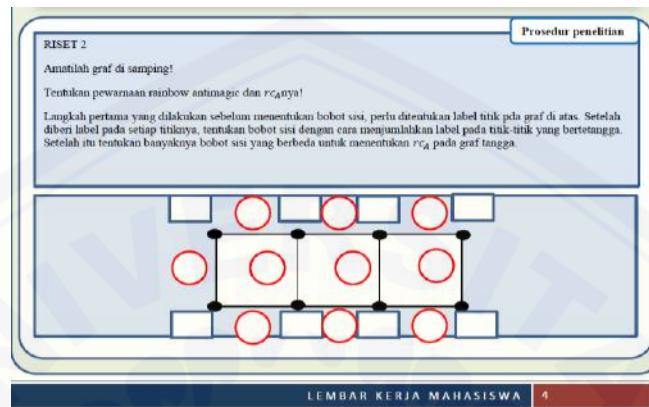 Prosedur penelitian
RISET 2
Amatilah graf di samping!
Tentukan pewarnaan rainbow antimagic dan rc_Anya!
Langkah pertama yang dilakukan sebelum menentukan bobot sisi, perlu ditentukan label titik pda graf di atas. Setelah
diberi label pada setiap titiknya, tentukan bobot sisi dengan cara menjumlahkan label pada titik-titik yang bertetangga.
Setelah itu tentukan banyaknya bobot sisi yang berbeda untuk menentukan rc_A pada graf tangga.
LEMBAR KERJA MAHASISWA 4